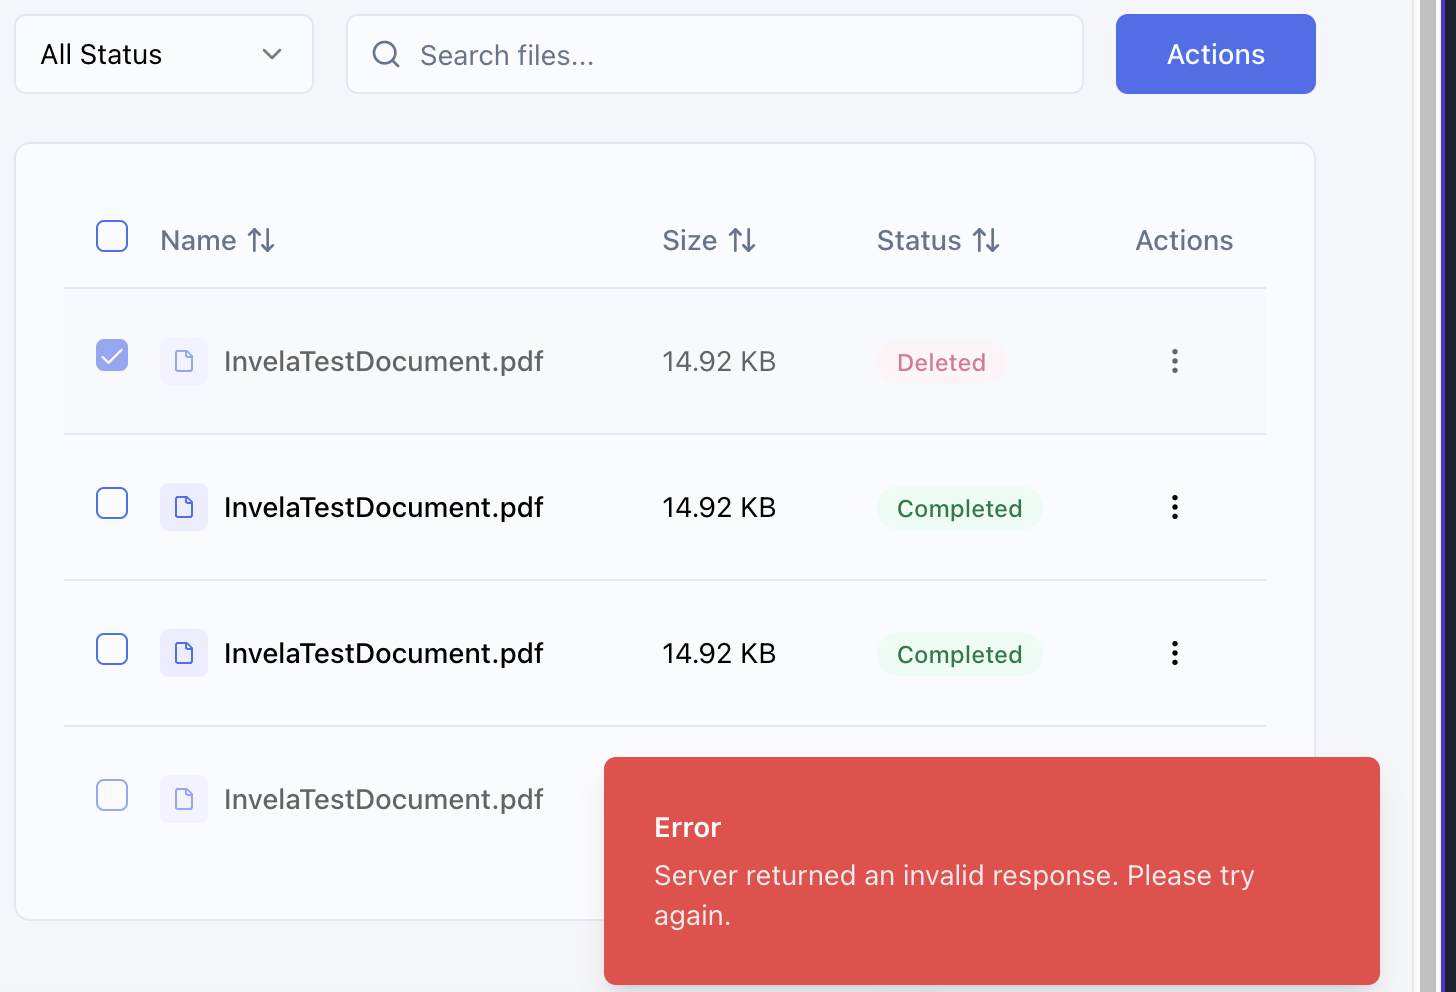 All Status
Search files...
Actions
Name
Size
Status
Actions
InvelaTestDocument.pdf
14.92 KB
Deleted
InvelaTestDocument.pdf
14.92 KB
Completed
InvelaTestDocument.pdf
14.92 KB
Completed
InvelaTestDocument.pdf
Error
Server returned an invalid response. Please try
again.